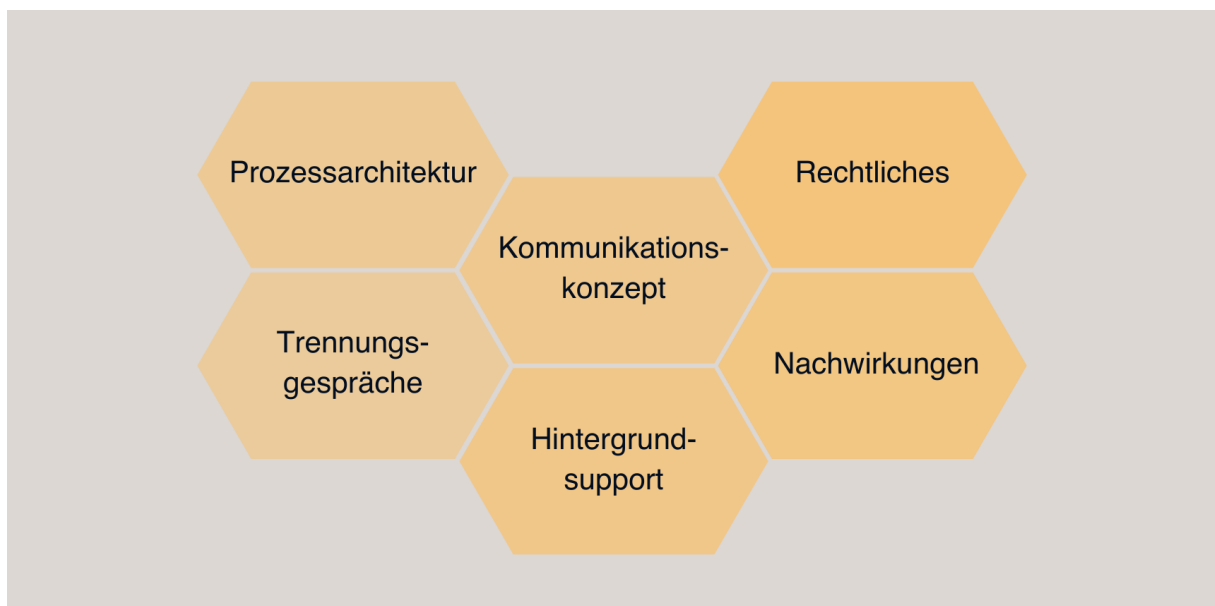 Prozessarchitektur
Rechtliches
Kommunikations-
konzept
Trennungs-
gespräche
Nachwirkungen
Hintergrund-
support